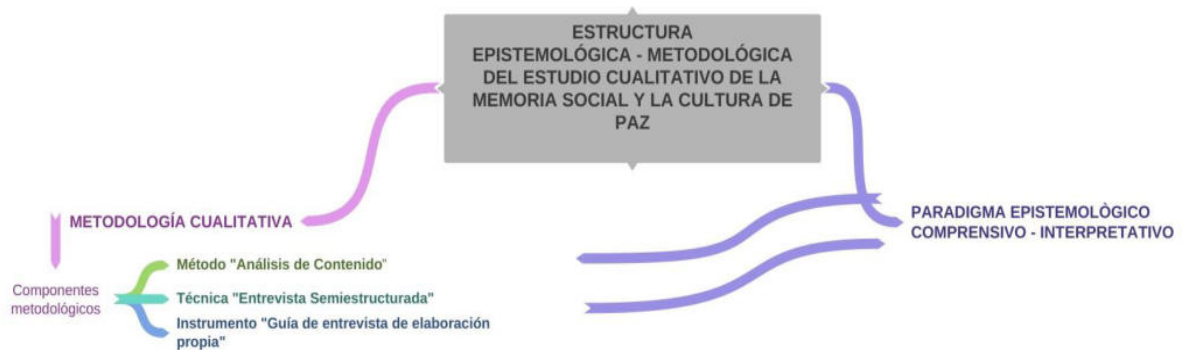 ESTRUCTURA
EPISTEMOLÓGICA - METODOLÓGICA
DEL ESTUDIO CUALITATIVO DE LA
MEMORIA SOCIAL Y LA CULTURA DE
PAZ
METODOLOGÍA CUALITATIVA
PARADIGMA EPISTEMOLÒGICO
COMPRENSIVO - INTERPRETATIVO
Componentes
metodológicos
Método "Análisis de Contenido"
Técnica "Entrevista Semiestructurada"
Instrumento "Guía de entrevista de elaboración
propia"